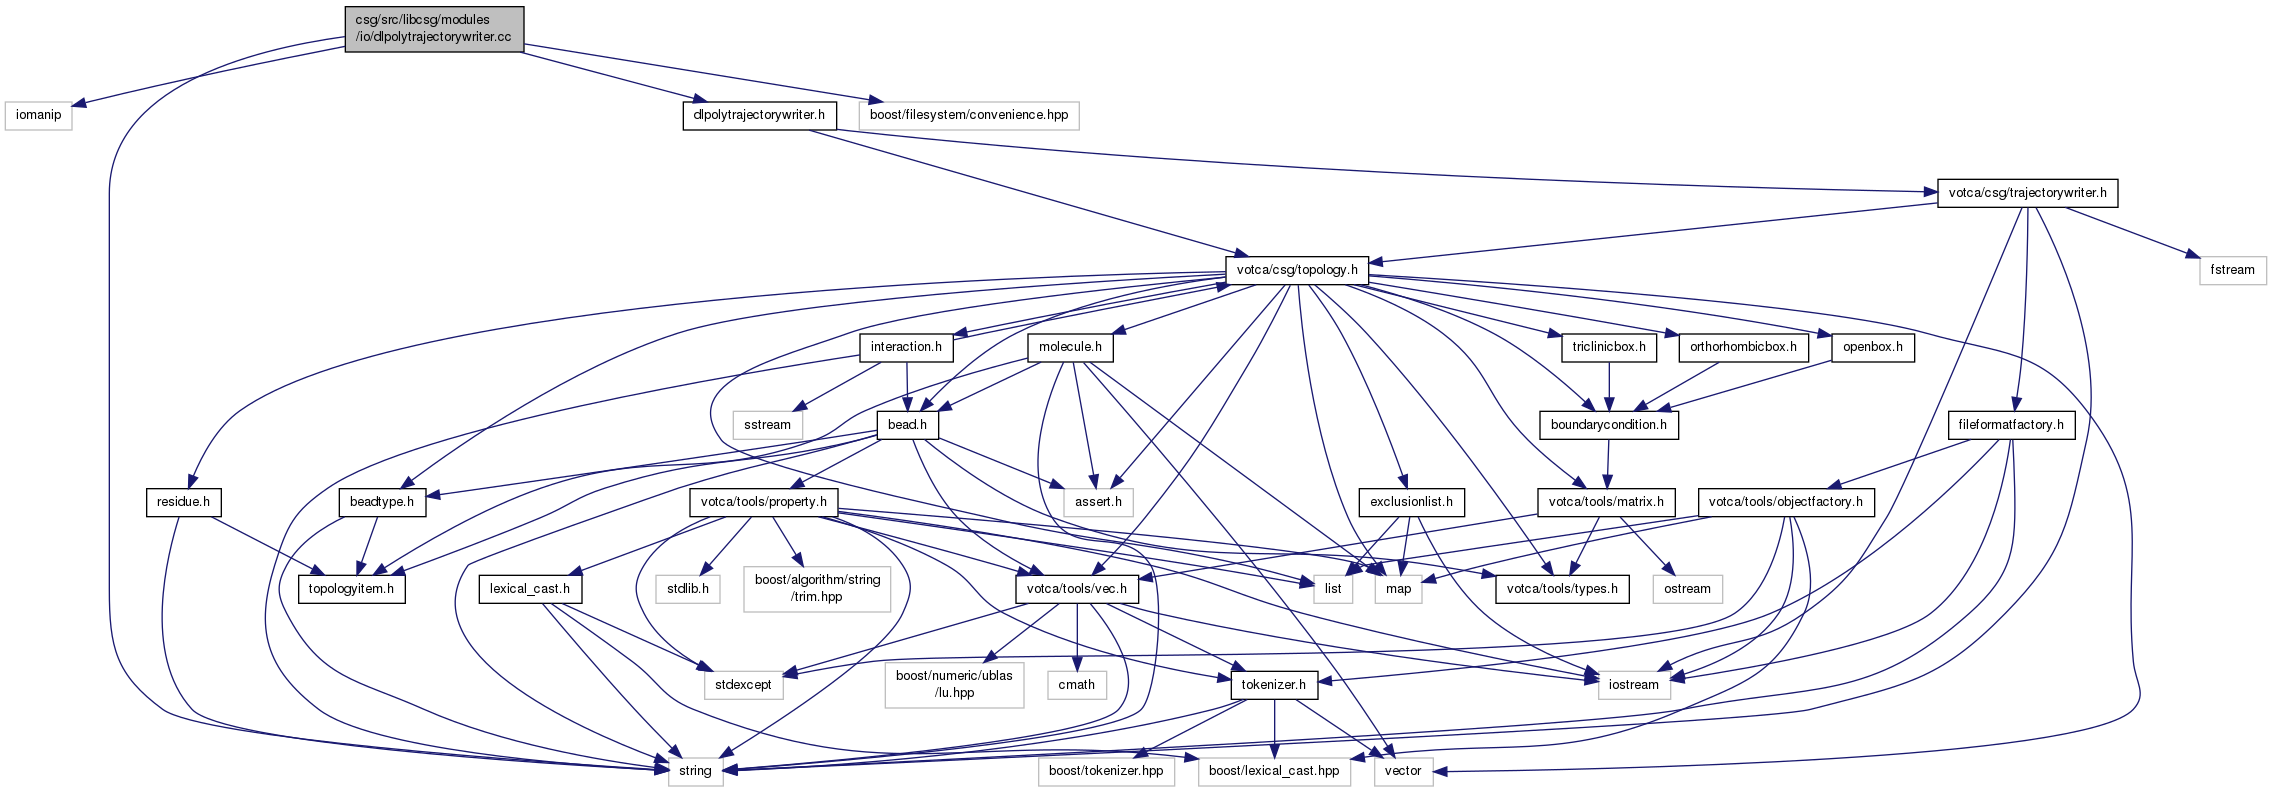 csg/src/libcsg/modules
/io/dlpolytrajectorywriter.cc
iomanip
dlpolytrajectorywriter.h
boost/filesystem/convenience.hpp
votca/csg/trajectorywriter.h
votca/csg/topology.h
fstream
interaction.h
molecule.h
triclinicbox.h
orthorhombicbox.h
openbox.h
sstream
bead.h
boundarycondition.h
fileformatfactory.h
residue.h
beadtype.h
votca/tools/property.h
assert.h
exclusionlist.h
votca/tools/matrix.h
votca/tools/objectfactory.h
topologyitem.h
lexical_cast.h
stdlib.h
boost/algorithm/string
/trim.hpp
votca/tools/vec.h
list
map
votca/tools/types.h
ostream
stdexcept
boost/numeric/ublas
/lu.hpp
cmath
tokenizer.h
iostream
string
boost/tokenizer.hpp
boost/lexical_cast.hpp
vector